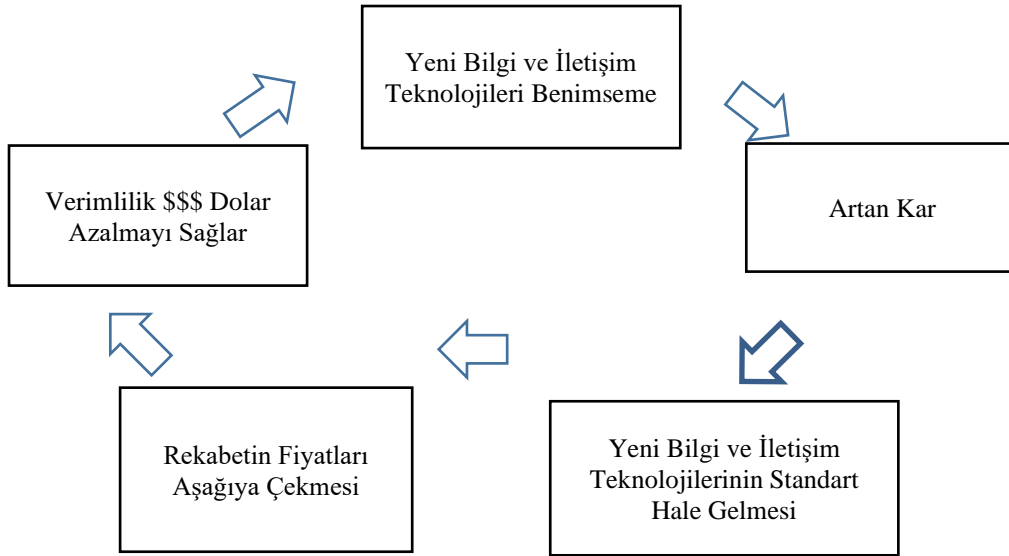 Yeni Bilgi ve İletişim
Teknolojileri Benimseme
Artan Kar
Yeni Bilgi ve İletişim
Teknolojilerinin Standart
Hale Gelmesi
Rekabetin Fiyatları
Aşağıya Çekmesi
Verimlilik $$$ Dolar
Azalmayı Sağlar